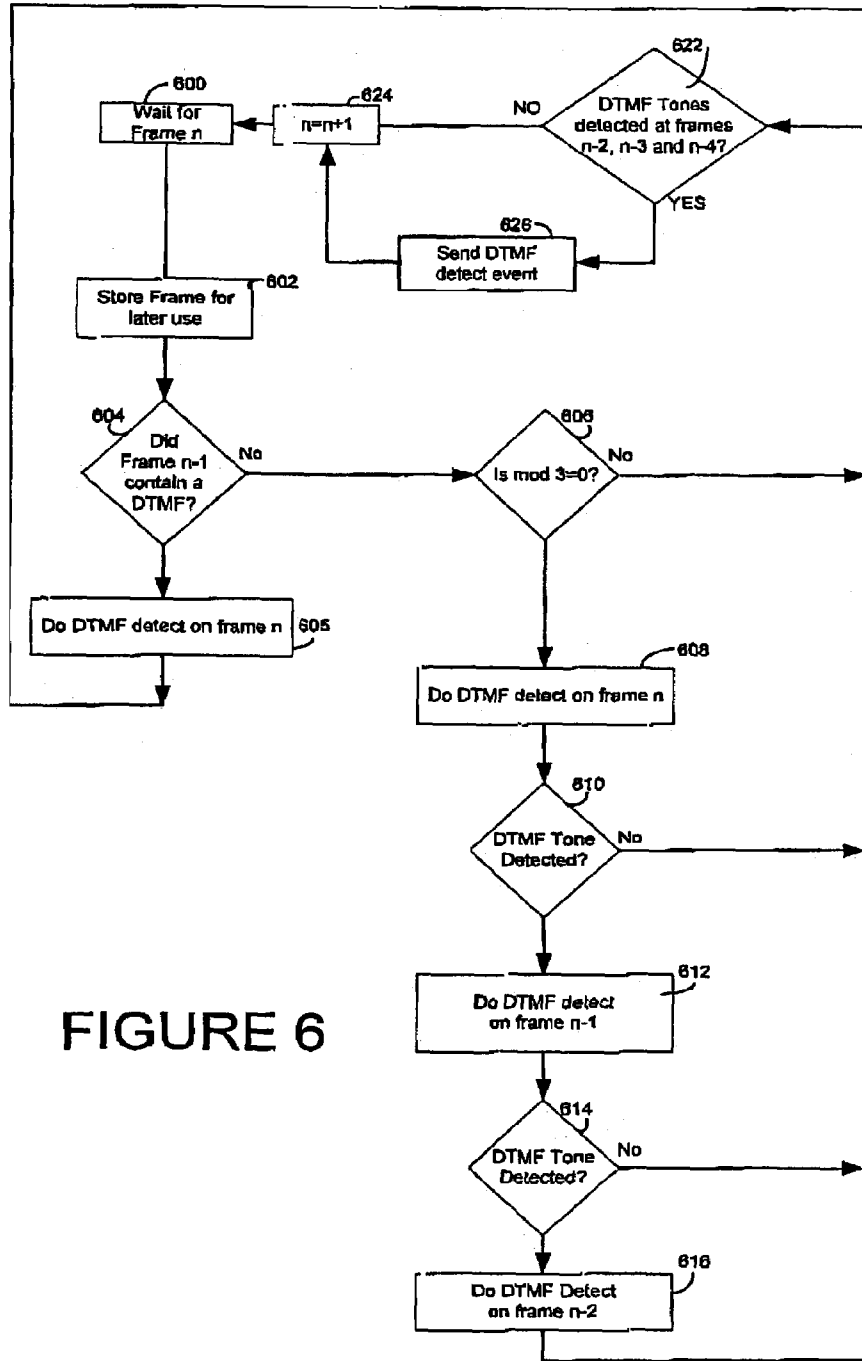 600
Wait for
Frame n
624
n=n+1
NO
622
DTMF Tones
detected at frames
n-2, n-3 and n-4?
YES
626
Send DTMF
detect event
602
Store Frame for
later use
604
Did
Frame n-1
contain a
DTMF?
No
606
Is mod 3=0?
No
Do DTMF detect on frame n
605
608
Do DTMF detect on frame n
610
DTMF Tone
Detected?
No
612
Do DTMF detect
on frame n-1
FIGURE 6
614
DTMF Tone
Detected?
No
616
Do DTMF Detect
on frame n-2